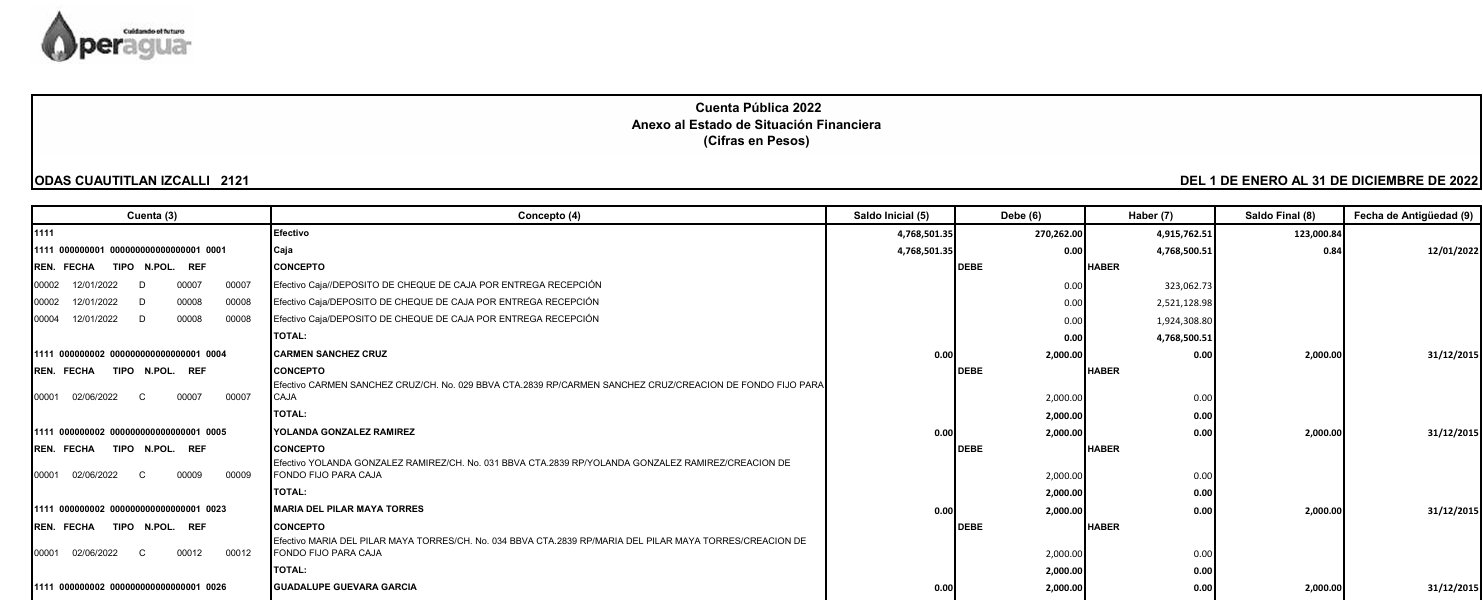 Cuidando el futuro
peragua
Cuenta Pública 2022
Anexo al Estado de Situación Financiera
(Cifras en Pesos)
ODAS CUAUTITLAN IZCALLI 2121 DEL 1 DE ENERO AL 31 DE DICIEMBRE DE 2022
Cuenta (3) Concepto (4) Saldo Inicial (5) Debe (6) Haber (7) Saldo Final (8) Fecha de Antigüedad (9)
1111 Efectivo 4,768,501.35 270,262.00 4,915,762.51 123,000.84
1111 000000001 000000000000000001 0001 Caja 4,768,501.35 0.00 4,768,500.51 0.84 12/01/2022
REN. FECHA TIPO N.POL. REF CONCEPTO DEBE HABER
00002 12/01/2022 D 00007 00007 Efectivo Caja//DEPOSITO DE CHEQUE DE CAJA POR ENTREGA RECEPCIÓN 0.00 323,062.73
00002 12/01/2022 D 00008 00008 Efectivo Caja/DEPOSITO DE CHEQUE DE CAJA POR ENTREGA RECEPCIÓN 0.00 2,521,128.98
00004 12/01/2022 D 00008 00008 Efectivo Caja/DEPOSITO DE CHEQUE DE CAJA POR ENTREGA RECEPCIÓN 0.00 1,924,308.80
TOTAL: 0.00 4,768,500.51
1111 000000002 000000000000000001 0004 CARMEN SANCHEZ CRUZ 0.00 2,000.00 0.00 2,000.00 31/12/2015
REN. FECHA TIPO N.POL. REF CONCEPTO DEBE HABER
Efectivo CARMEN SANCHEZ CRUZ/CH. No. 029 BBVA CTA.2839 RP/CARMEN SANCHEZ CRUZ/CREACION DE FONDO FIJO PARA
00001 02/06/2022 C 00007 00007 CAJA 2,000.00 0.00
TOTAL: 2,000.00 0.00
1111 000000002 000000000000000001 0005 YOLANDA GONZALEZ RAMIREZ 0.00 2,000.00 0.00 2,000.00 31/12/2015
REN. FECHA TIPO N.POL. REF CONCEPTO DEBE HABER
Efectivo YOLANDA GONZALEZ RAMIREZ/CH. No. 031 BBVA CTA.2839 RP/YOLANDA GONZALEZ RAMIREZ/CREACION DE
00001 02/06/2022 C 00009 00009 FONDO FIJO PARA CAJA 2,000.00 0.00
TOTAL: 2,000.00 0.00
1111 000000002 000000000000000001 0023 MARIA DEL PILAR MAYA TORRES 0.00 2,000.00 0.00 2,000.00 31/12/2015
REN. FECHA TIPO N.POL. REF CONCEPTO DEBE HABER
Efectivo MARIA DEL PILAR MAYA TORRES/CH. No. 034 BBVA CTA.2839 RP/MARIA DEL PILAR MAYA TORRES/CREACION DE
00001 02/06/2022 C 00012 00012 FONDO FIJO PARA CAJA 2,000.00 0.00
TOTAL: 2,000.00 0.00
1111 000000002 000000000000000001 0026 GUADALUPE GUEVARA GARCIA 0.00 2,000.00 0.00 2,000.00 31/12/2015